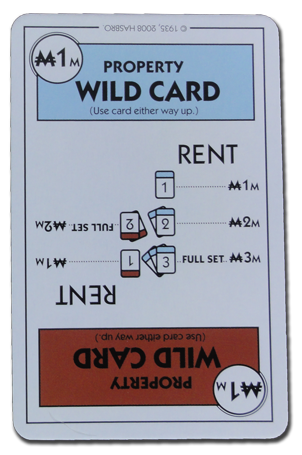 © 1935, 2008 HASBRO
₩1M
PROPERTY
WILD CARD
(Use card either way up.)
RENT
1 ₩1M
2 ₩2M
3 FULL SET ₩3M
RENT
1 ₩1M
2 FULL SET ₩2M
₩1M
PROPERTY
WILD CARD
(Use card either way up.)